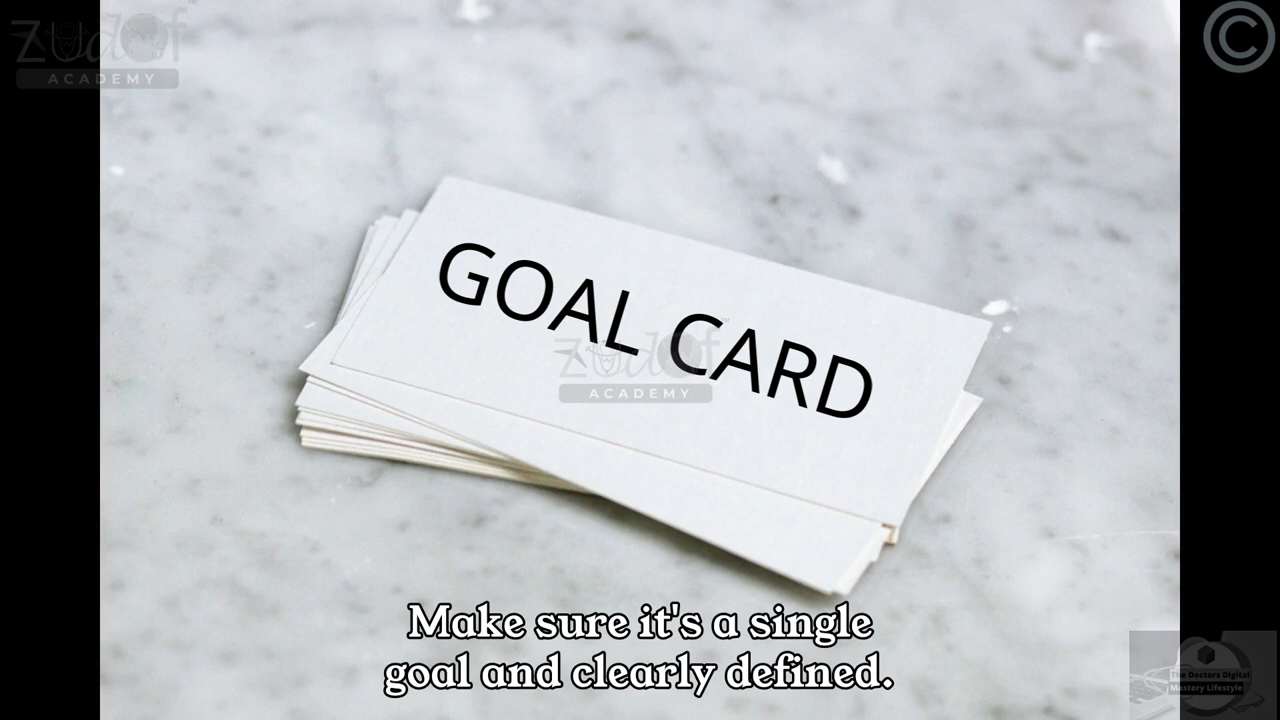 Zudof
ACADEMY
©
GOAL CARD
Zudof
ACADEMY
Make sure it's a single
goal and clearly defined.
The Doctors Digital
Mastery Lifestyle